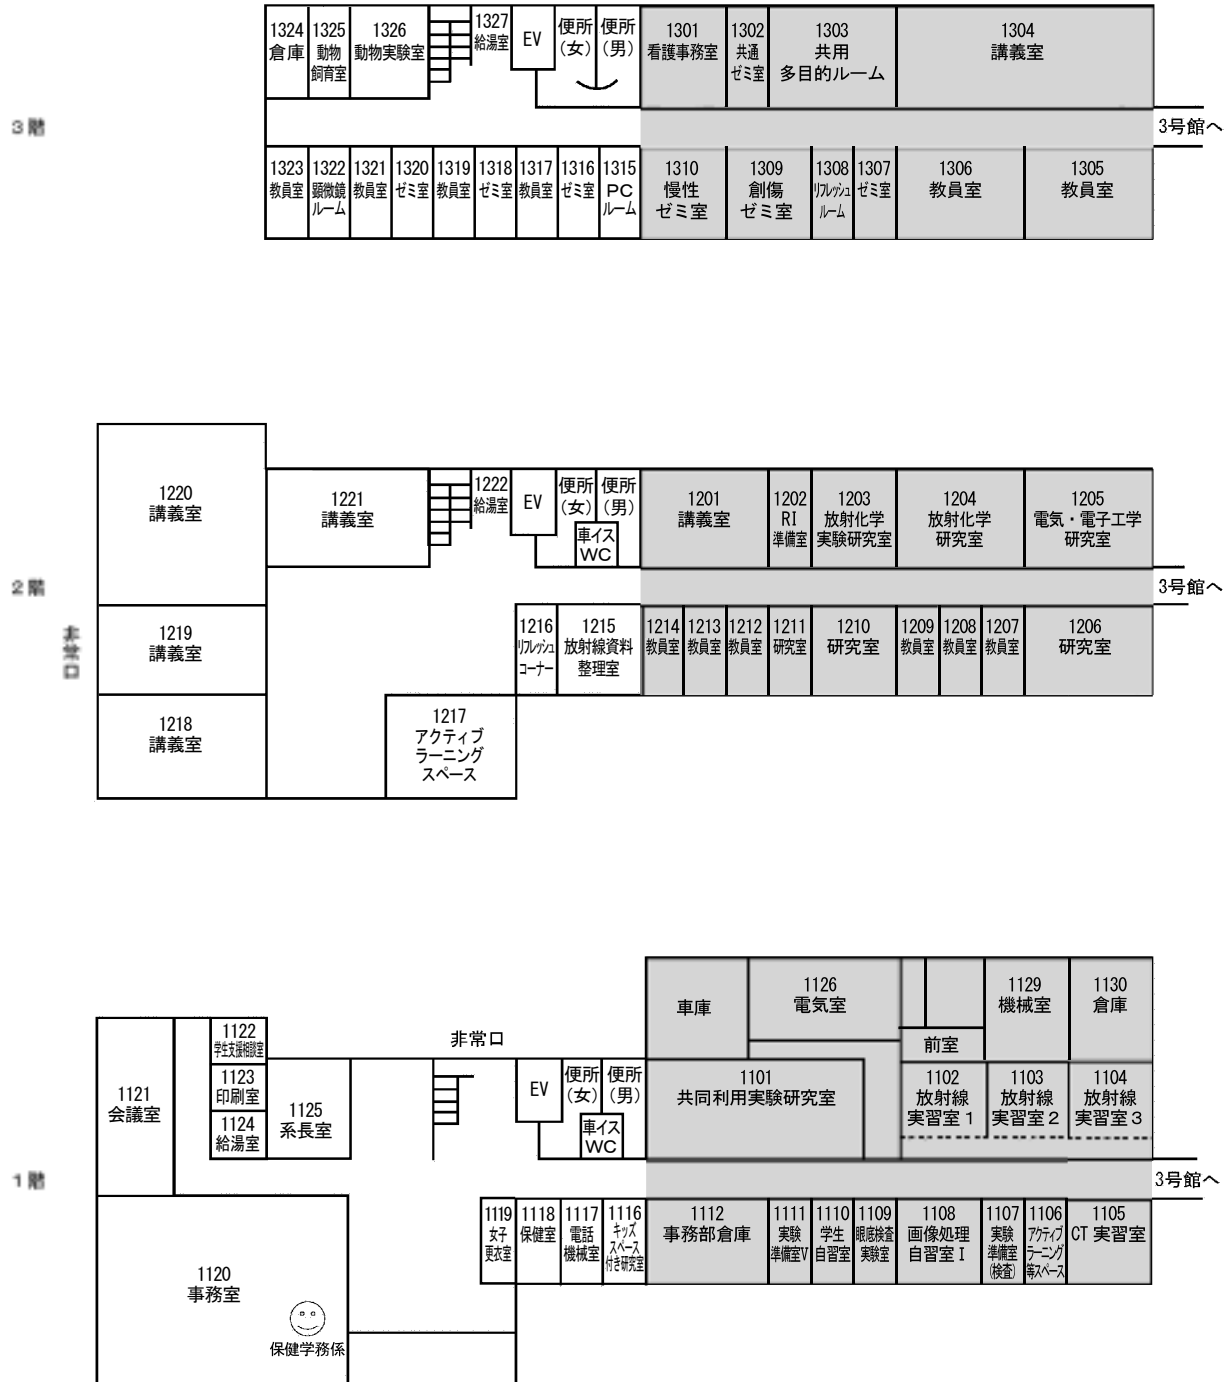 3階
1324
倉庫
1325
動物
飼育室
1326
動物実験室
1327
給湯室
EV
便所
(女)
便所
(男)
1301
看護事務室
1302
共通
ゼミ室
1303
共用
多目的ルーム
1304
講義室
3号館へ
1323
教員室
1322
顕微鏡
ルーム
1321
教員室
1320
ゼミ室
1319
教員室
1318
ゼミ室
1317
教員室
1316
ゼミ室
1315
PC
ルーム
1310
慢性
ゼミ室
1309
創傷
ゼミ室
1308
リフレッシュ
ルーム
1307
ゼミ室
1306
教員室
1305
教員室
2階
非常口
1220
講義室
1221
講義室
1222
給湯室
EV
便所
(女)
便所
(男)
車イス
WC
1201
講義室
1202
RI
準備室
1203
放射化学
実験研究室
1204
放射化学
研究室
1205
電気・電子工学
研究室
3号館へ
1219
講義室
1218
講義室
1217
アクティブ
ラーニング
スペース
1216
リフレッシュ
コーナー
1215
放射線資料
整理室
1214
教員室
1213
教員室
1212
教員室
1211
研究室
1210
研究室
1209
教員室
1208
教員室
1207
教員室
1206
研究室
1階
1121
会議室
1122
学生支援相談室
1123
印刷室
1124
給湯室
1125
系長室
非常口
EV
便所
(女)
便所
(男)
車イス
WC
車庫
1126
電気室
前室
1129
機械室
1130
倉庫
1101
共同利用実験研究室
1102
放射線
実習室1
1103
放射線
実習室2
1104
放射線
実習室3
3号館へ
1120
事務室
保健学務係
1119
女子
更衣室
1118
保健室
1117
電話
機械室
1116
キッズ
スペース
付き研究室
1112
事務部倉庫
1111
実験
準備室V
1110
学生
自習室
1109
眼底検査
実験室
1108
画像処理
自習室I
1107
実験
準備室
(検査)
1106
アクティブ
ラーニング
等スペース
1105
CT 実習室